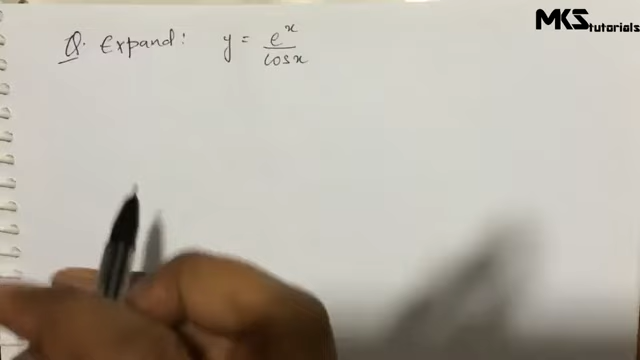 MKS tutorials
Q. Expand: y = e^x / cosx